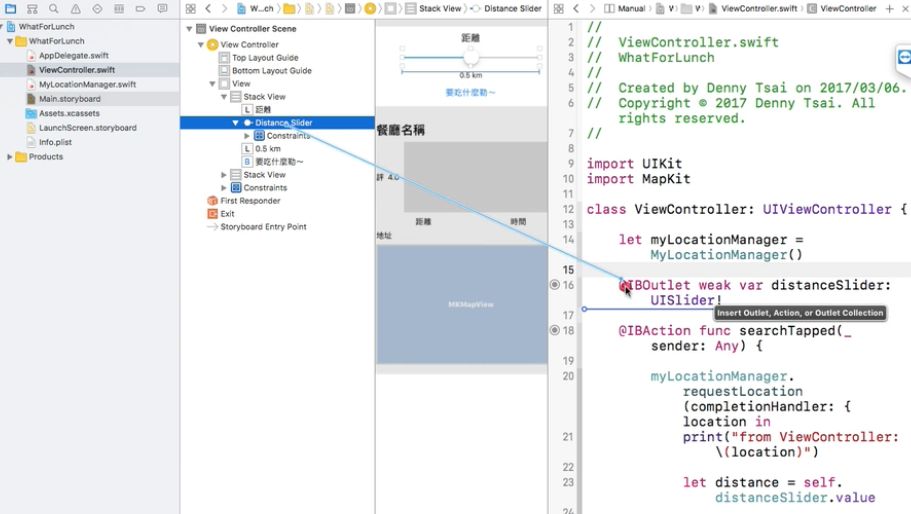 W...ch
Stack View
Distance Slider
Manual
W
W
ViewController.swift
ViewController
WhatForLunch
WhatForLunch
AppDelegate.swift
ViewController.swift
MyLocationManager.swift
Main.storyboard
Assets.xcassets
LaunchScreen.storyboard
Info.plist
Products
View Controller Scene
View Controller
Top Layout Guide
Bottom Layout Guide
View
Stack View
L 距離
Distance Slider
Constraints
L 0.5 km
B 要吃什麼勒～
Stack View
Constraints
First Responder
Exit
Storyboard Entry Point
距離
0.5 km
要吃什麼勒～
餐廳名稱
評 4.0
距離
時間
地址
MKMapView
1 //
2 // ViewController.swift
3 // WhatForLunch
4 //
5 // Created by Denny Tsai on 2017/03/06.
6 // Copyright © 2017 Denny Tsai. All
rights reserved.
7 //
8
9 import UIKit
10 import MapKit
11
12 class ViewController: UIViewController {
13
14 let myLocationManager =
MyLocationManager()
15
16 @IBOutlet weak var distanceSlider:
UISlider!
Insert Outlet, Action, or Outlet Collection
17
18 @IBAction func searchTapped(_
sender: Any) {
19
20 myLocationManager.
requestLocation
(completionHandler: {
location in
21 print("from ViewController:
\(location)")
22
23 let distance = self.
distanceSlider.value
24